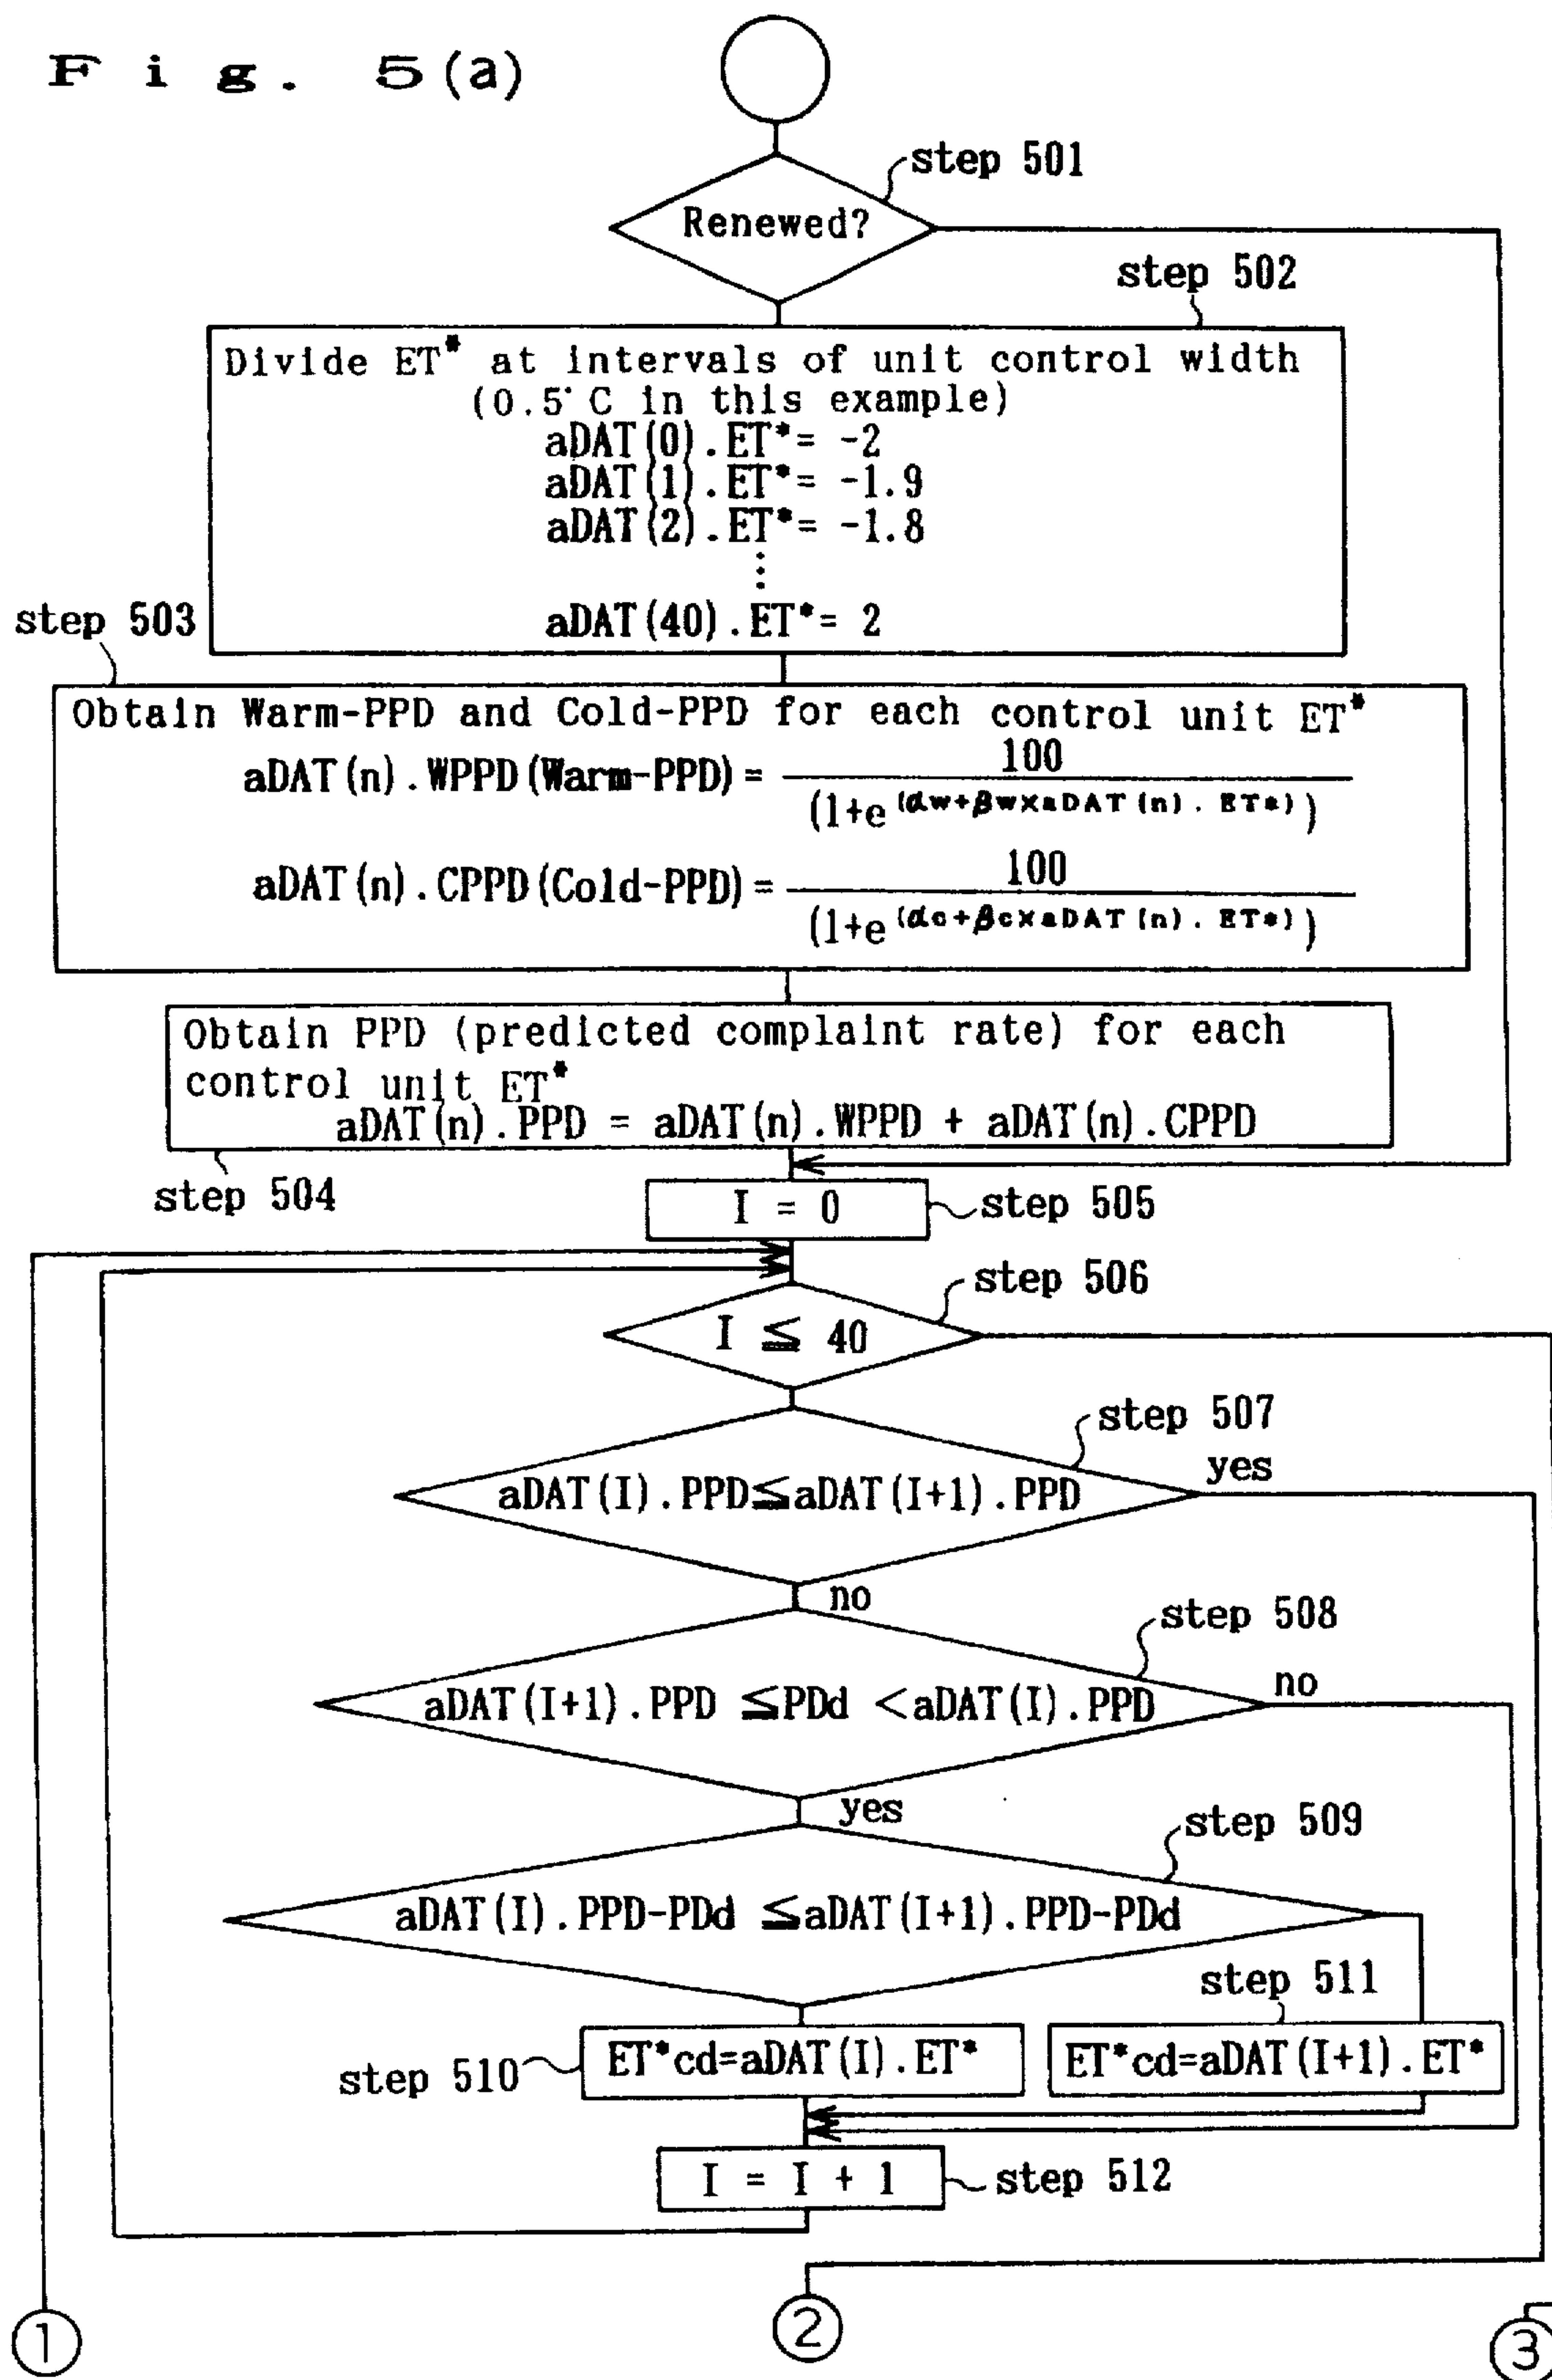 Fig. 5(a)
step 501
Renewed?
step 502
Divide ET* at intervals of unit control width
(0.5°C in this example)
aDAT(0).ET*= -2
aDAT(1).ET*= -1.9
aDAT(2).ET*= -1.8
⋮
aDAT(40).ET*= 2
step 503
Obtain Warm-PPD and Cold-PPD for each control unit ET*
aDAT(n).WPPD(Warm-PPD)= 100 / (1+e^(αw+βw×aDAT(n).ET*))
aDAT(n).CPPD(Cold-PPD)= 100 / (1+e^(αc+βc×aDAT(n).ET*))
Obtain PPD (predicted complaint rate) for each
control unit ET*
aDAT(n).PPD = aDAT(n).WPPD + aDAT(n).CPPD
step 504
I = 0
step 505
step 506
I ≦ 40
step 507
aDAT(I).PPD≦aDAT(I+1).PPD
yes
no
step 508
aDAT(I+1).PPD ≦PDd <aDAT(I).PPD
no
yes
step 509
aDAT(I).PPD-PDd ≦aDAT(I+1).PPD-PDd
step 511
step 510
ET*cd=aDAT(I).ET*
ET*cd=aDAT(I+1).ET*
I = I + 1
step 512
1
2
3